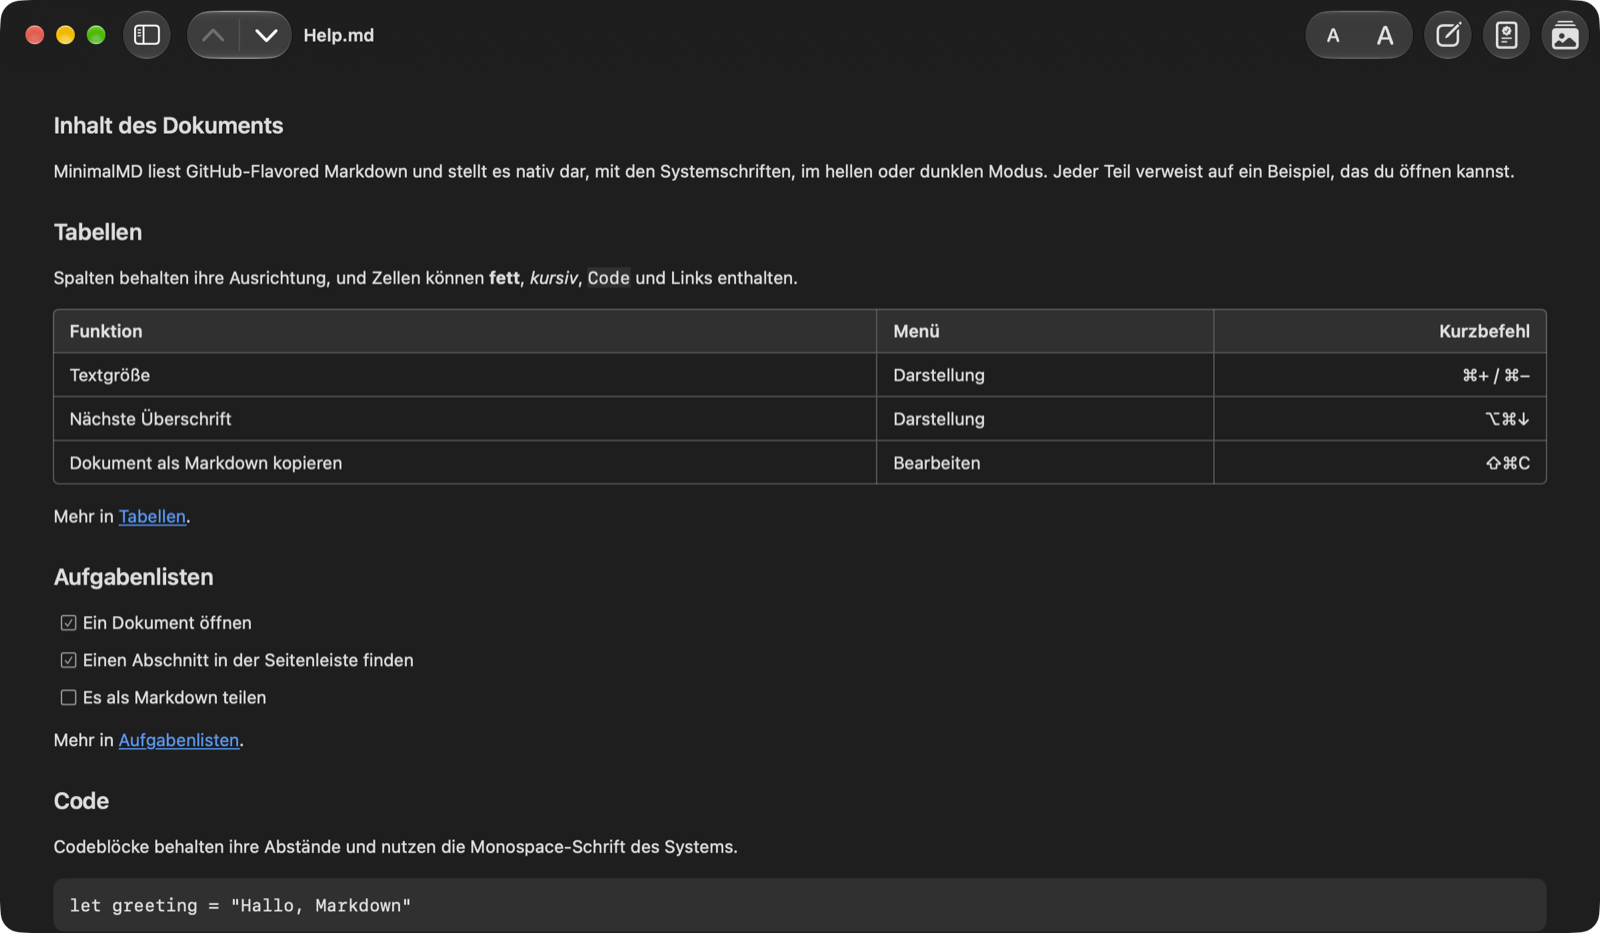 Help.md
A A
Inhalt des Dokuments
MinimalMD liest GitHub-Flavored Markdown und stellt es nativ dar, mit den Systemschriften, im hellen oder dunklen Modus. Jeder Teil verweist auf ein Beispiel, das du öffnen kannst.
Tabellen
Spalten behalten ihre Ausrichtung, und Zellen können fett, kursiv, Code und Links enthalten.
Funktion Menü Kurzbefehl
Textgröße Darstellung ⌘+ / ⌘−
Nächste Überschrift Darstellung ⌥⌘↓
Dokument als Markdown kopieren Bearbeiten ⇧⌘C
Mehr in Tabellen.
Aufgabenlisten
Ein Dokument öffnen
Einen Abschnitt in der Seitenleiste finden
Es als Markdown teilen
Mehr in Aufgabenlisten.
Code
Codeblöcke behalten ihre Abstände und nutzen die Monospace-Schrift des Systems.
let greeting = "Hallo, Markdown"